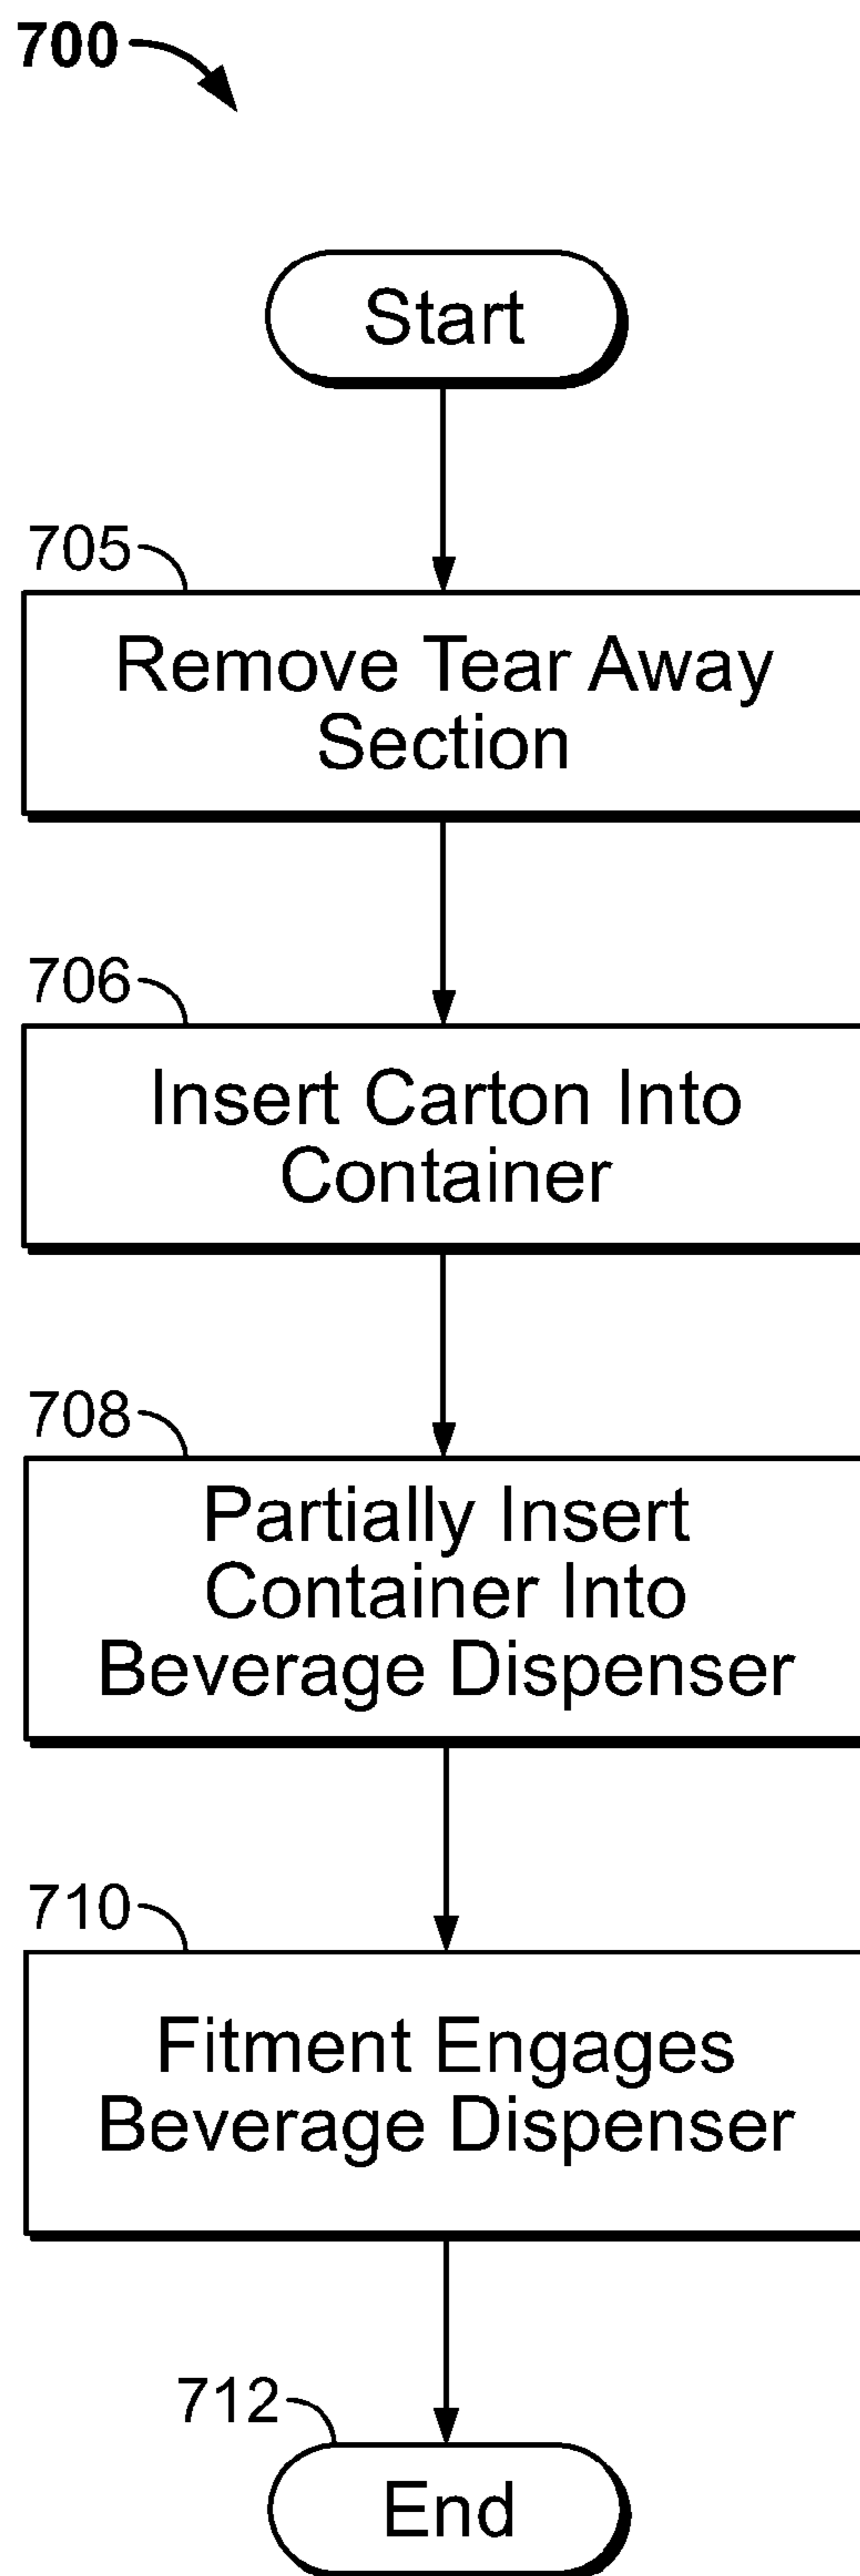 700
Start
705
Remove Tear Away
Section
706
Insert Carton Into
Container
708
Partially Insert
Container Into
Beverage Dispenser
710
Fitment Engages
Beverage Dispenser
712
End